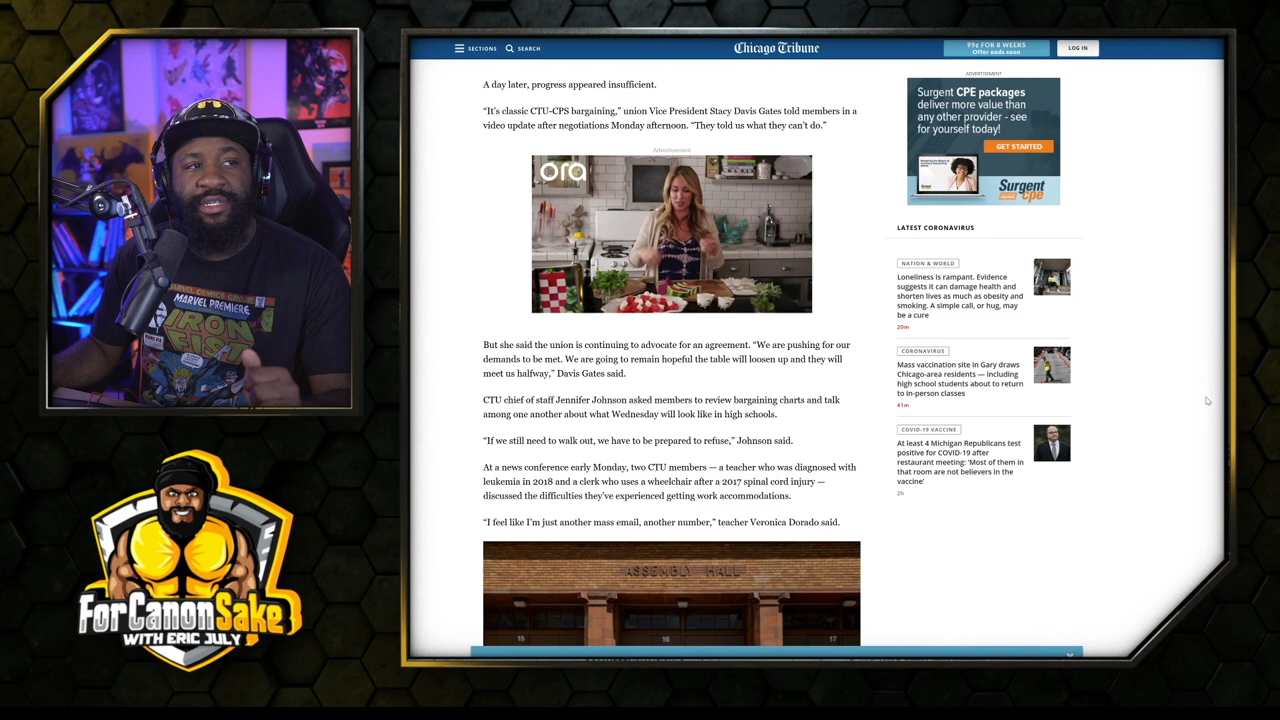 SECTIONS
SEARCH
Chicago Tribune
99¢ FOR 8 WEEKS
Offer ends soon
LOG IN
A day later, progress appeared insufficient.
“It’s classic CTU-CPS bargaining,” union Vice President Stacy Davis Gates told members in a
video update after negotiations Monday afternoon. “They told us what they can’t do.”
Advertisement
ora
But she said the union is continuing to advocate for an agreement. “We are pushing for our
demands to be met. We are going to remain hopeful the table will loosen up and they will
meet us halfway,” Davis Gates said.
CTU chief of staff Jennifer Johnson asked members to review bargaining charts and talk
among one another about what Wednesday will look like in high schools.
“If we still need to walk out, we have to be prepared to refuse,” Johnson said.
At a news conference early Monday, two CTU members — a teacher who was diagnosed with
leukemia in 2018 and a clerk who uses a wheelchair after a 2017 spinal cord injury —
discussed the difficulties they’ve experienced getting work accommodations.
“I feel like I’m just another mass email, another number,” teacher Veronica Dorado said.
ASSEMBLY HALL
15
16
17
ADVERTISEMENT
Surgent CPE packages
deliver more value than
any other provider - see
for yourself today!
GET STARTED
Surgent
cpe
LATEST CORONAVIRUS
NATION & WORLD
Loneliness is rampant. Evidence
suggests it can damage health and
shorten lives as much as obesity and
smoking. A simple call, or hug, may
be a cure
20m
CORONAVIRUS
Mass vaccination site in Gary draws
Chicago-area residents — including
high school students about to return
to in-person classes
41m
COVID-19 VACCINE
At least 4 Michigan Republicans test
positive for COVID-19 after
restaurant meeting: ‘Most of them in
that room are not believers in the
vaccine’
2h
MARVEL COMICS GROUP
MARVEL PREMIERE
IRON
FIST
ForCanonSake
WITH ERIC JULY